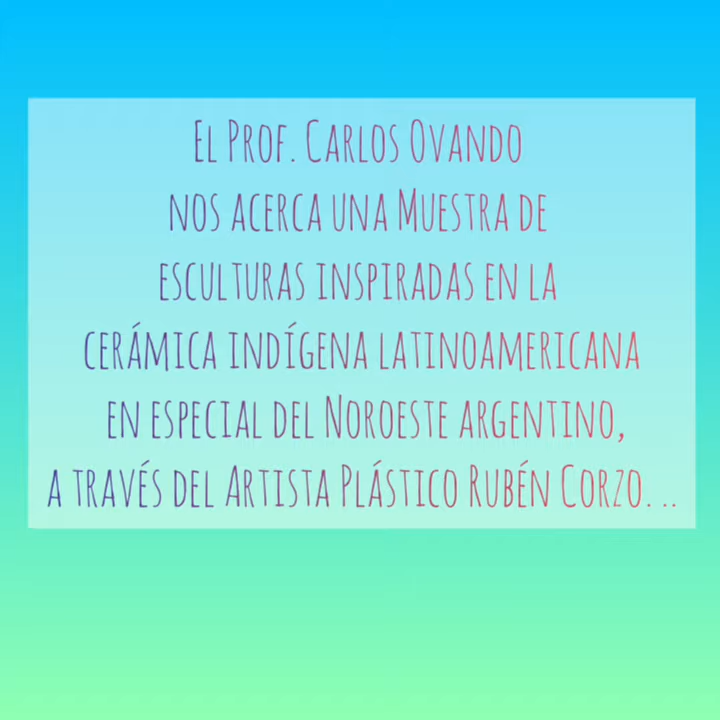 El Prof. Carlos Ovando
nos acerca una Muestra de
esculturas inspiradas en la
cerámica indígena latinoamericana
en especial del Noroeste argentino,
a través del Artista Plástico Rubén Corzo. ..